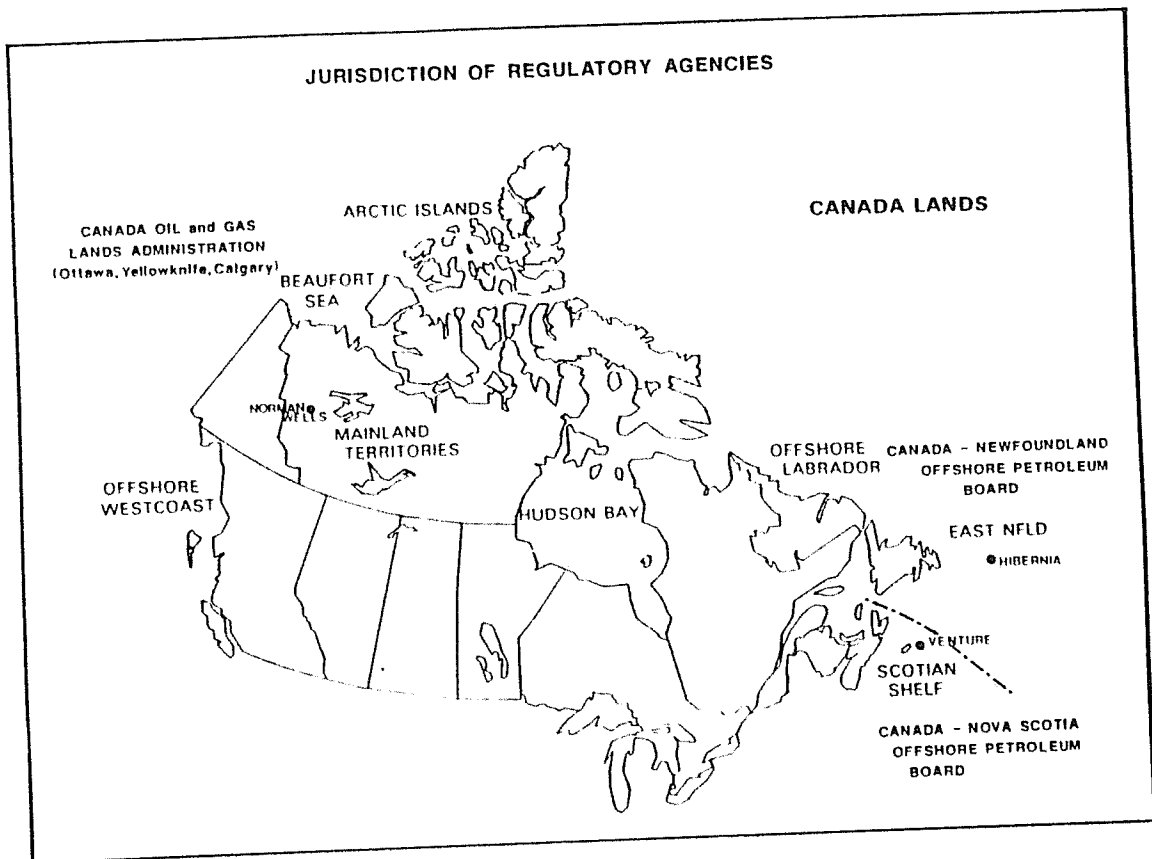 JURISDICTION OF REGULATORY AGENCIES
ARCTIC ISLANDS
CANADA LANDS
CANADA OIL and GAS
LANDS ADMINISTRATION
(Ottawa, Yellowknife, Calgary)
BEAUFORT
SEA
NORMAN
WELLS
MAINLAND
TERRITORIES
OFFSHORE
WESTCOAST
HUDSON BAY
OFFSHORE
LABRADOR
CANADA - NEWFOUNDLAND
OFFSHORE PETROLEUM
BOARD
EAST NFLD
HIBERNIA
VENTURE
SCOTIAN
SHELF
CANADA - NOVA SCOTIA
OFFSHORE PETROLEUM
BOARD